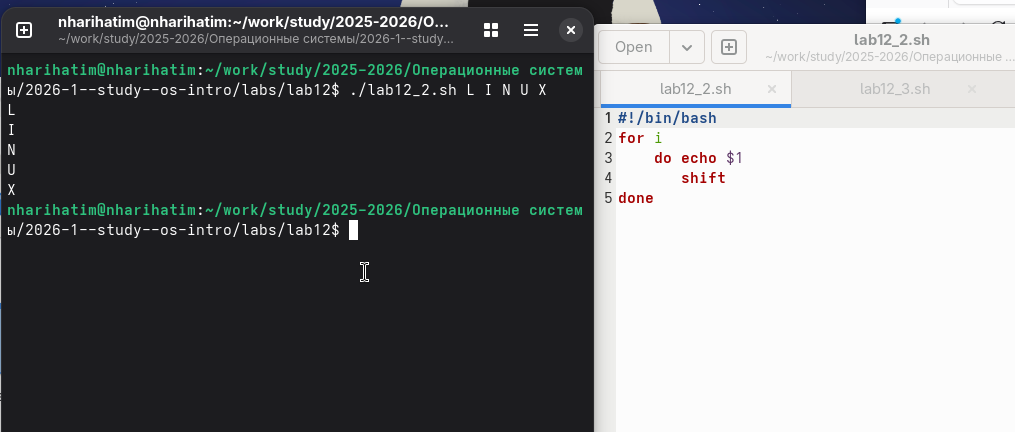 nharihatim@nharihatim:~/work/study/2025-2026/О...
~/work/study/2025-2026/Операционные системы/2026-1--study...
nharihatim@nharihatim:~/work/study/2025-2026/Операционные систем
ы/2026-1--study--os-intro/labs/lab12$ ./lab12_2.sh L I N U X
L
I
N
U
X
nharihatim@nharihatim:~/work/study/2025-2026/Операционные систем
ы/2026-1--study--os-intro/labs/lab12$
Open
lab12_2.sh
~/work/study/2025-2026/Операционные ...
lab12_2.sh
lab12_3.sh
1 #!/bin/bash
2 for i
3     do echo $1
4        shift
5 done